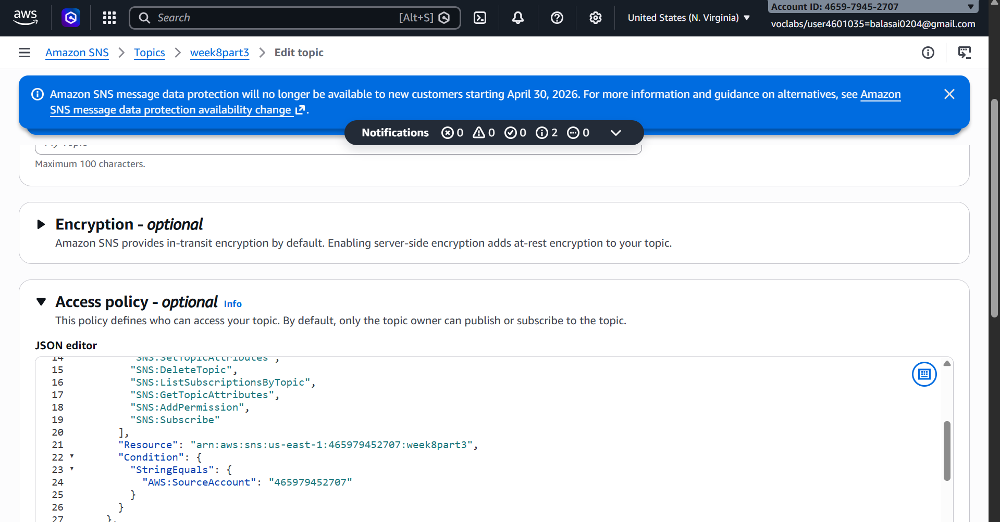 aws
Search
[Alt+S]
United States (N. Virginia) ▼
Account ID: 4659-7945-2707
voclabs/user4601035=balasai0204@gmail.com
Amazon SNS
Topics
week8part3
Edit topic
Amazon SNS message data protection will no longer be available to new customers starting April 30, 2026. For more information and guidance on alternatives, see Amazon
SNS message data protection availability change .
Notifications 0 0 0 2 0
My Topic
Maximum 100 characters.
Encryption - optional
Amazon SNS provides in-transit encryption by default. Enabling server-side encryption adds at-rest encryption to your topic.
Access policy - optional Info
This policy defines who can access your topic. By default, only the topic owner can publish or subscribe to the topic.
JSON editor
14 "SNS:SetTopicAttributes",
15 "SNS:DeleteTopic",
16 "SNS:ListSubscriptionsByTopic",
17 "SNS:GetTopicAttributes",
18 "SNS:AddPermission",
19 "SNS:Subscribe"
20 ],
21 "Resource": "arn:aws:sns:us-east-1:465979452707:week8part3",
22 "Condition": {
23 "StringEquals": {
24 "AWS:SourceAccount": "465979452707"
25 }
26 }
27 },